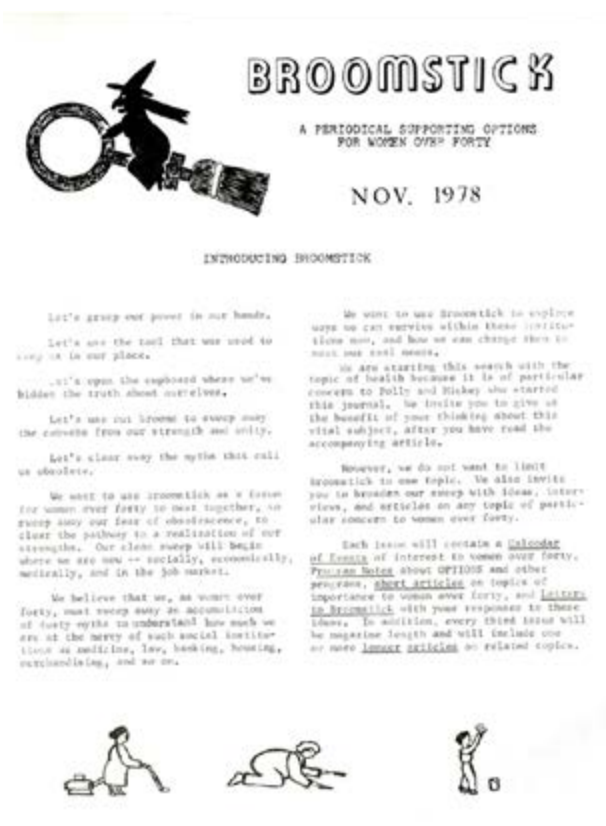 BROOMSTICK
A PERIODICAL SUPPORTING OPTIONS
FOR WOMEN OVER FORTY
NOV. 1978
INTRODUCING BROOMSTICK
Let's grasp our power in our hands.
Let's use the tool that was used to
keep us in our place.
Let's open the cupboard where we've
hidden the truth about ourselves.
Let's use our brooms to sweep away
the cobwebs from our strength and unity.
Let's clear away the myths that call
us obsolete.
We want to use Broomstick as a forum
for women over forty to meet together, to
sweep away our fear of obsolescence, to
clear the pathway to a realization of our
strengths. Our clean sweep will begin
where we are now -- socially, economically,
medically, and in the job market.
We believe that we, as women over
forty, must sweep away an accumulation
of fusty myths to understand how much we
are at the mercy of such social institu-
tions as medicine, law, banking, housing,
merchandising, and so on.
We want to use Broomstick to explore
ways we can survive within these institu-
tions now, and how we can change them to
meet our real needs.
We are starting this search with the
topic of health because it is of particular
concern to Polly and Mickey who started
this journal. We invite you to give us
the benefit of your thinking about this
vital subject, after you have read the
accompanying article.
However, we do not want to limit
Broomstick to one topic. We also invite
you to broaden our sweep with ideas, inter-
views, and articles on any topic of partic-
ular concern to women over forty.
Each issue will contain a Calendar
of Events of interest to women over forty,
Program Notes about OPTIONS and other
programs, short articles on topics of
importance to women over forty, and Letters
to Broomstick with your responses to these
ideas. In addition, every third issue will
be magazine length and will include one
or more longer articles on related topics.